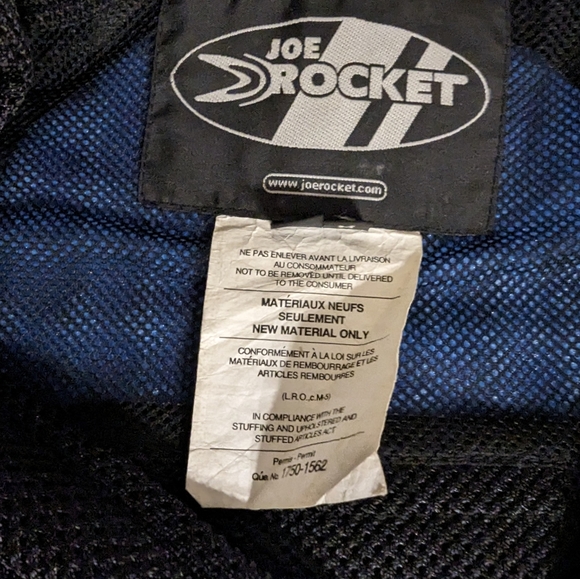 JOE
ROCKET
www.joerocket.com
NE PAS ENLEVER AVANT LA LIVRAISON
AU CONSOMMATEUR
NOT TO BE REMOVED UNTIL DELIVERED
TO THE CONSUMER
MATÉRIAUX NEUFS
SEULEMENT
NEW MATERIAL ONLY
CONFORMÉMENT À LA LOI SUR LES
MATÉRIAUX DE REMBOURRAGE ET LES
ARTICLES REMBOURRÉS
(L.R.Q.,c.M-5)
IN COMPLIANCE WITH THE
STUFFING AND UPHOLSTERED AND
STUFFED ARTICLES ACT
Permis - Permit
Qúe. No 1750-1562